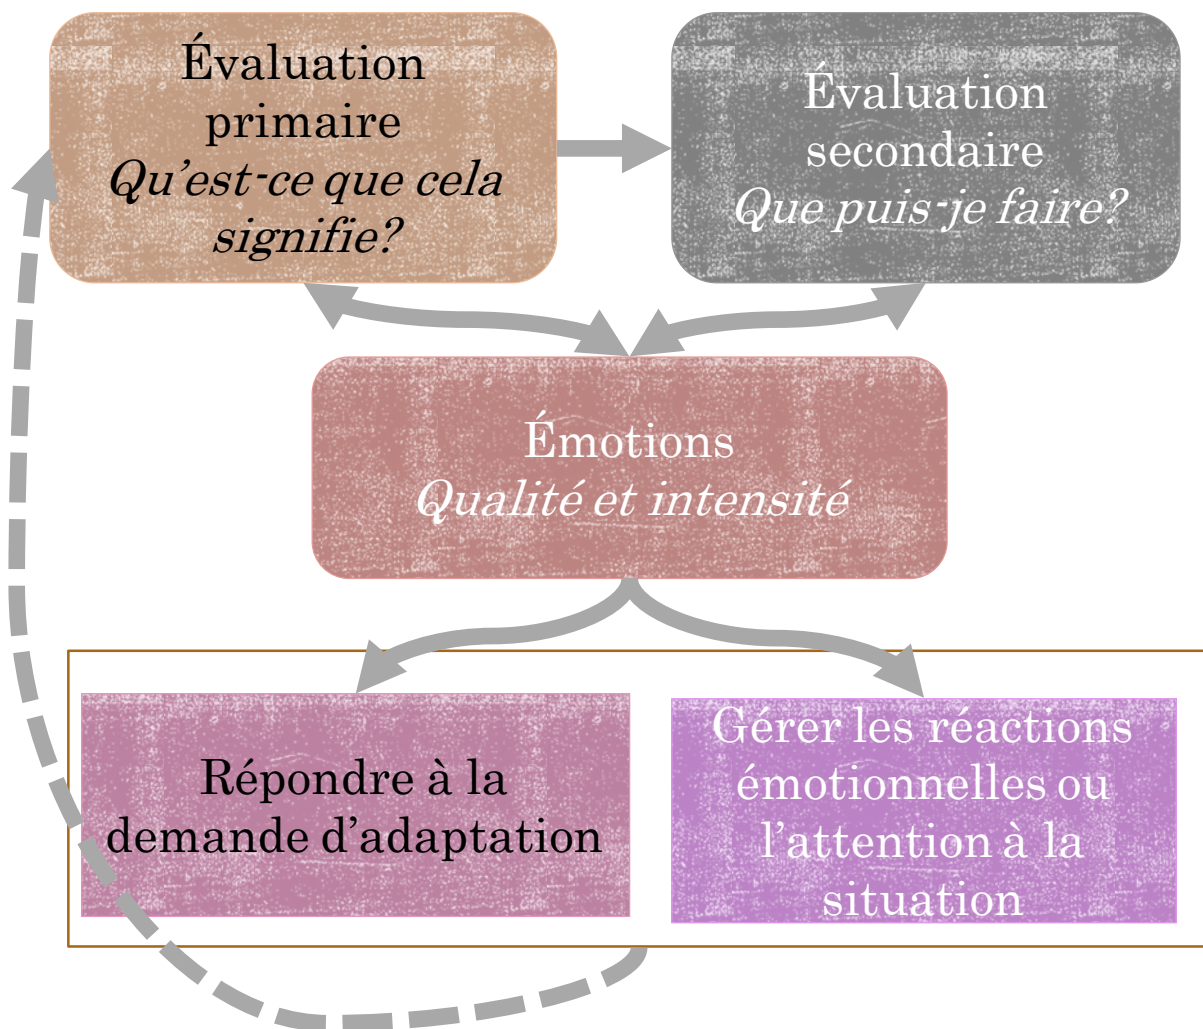 Évaluation
primaire
Qu’est-ce que cela
signifie?
Évaluation
secondaire
Que puis-je faire?
Émotions
Qualité et intensité
Répondre à la
demande d’adaptation
Gérer les réactions
émotionnelles ou
l’attention à la
situation